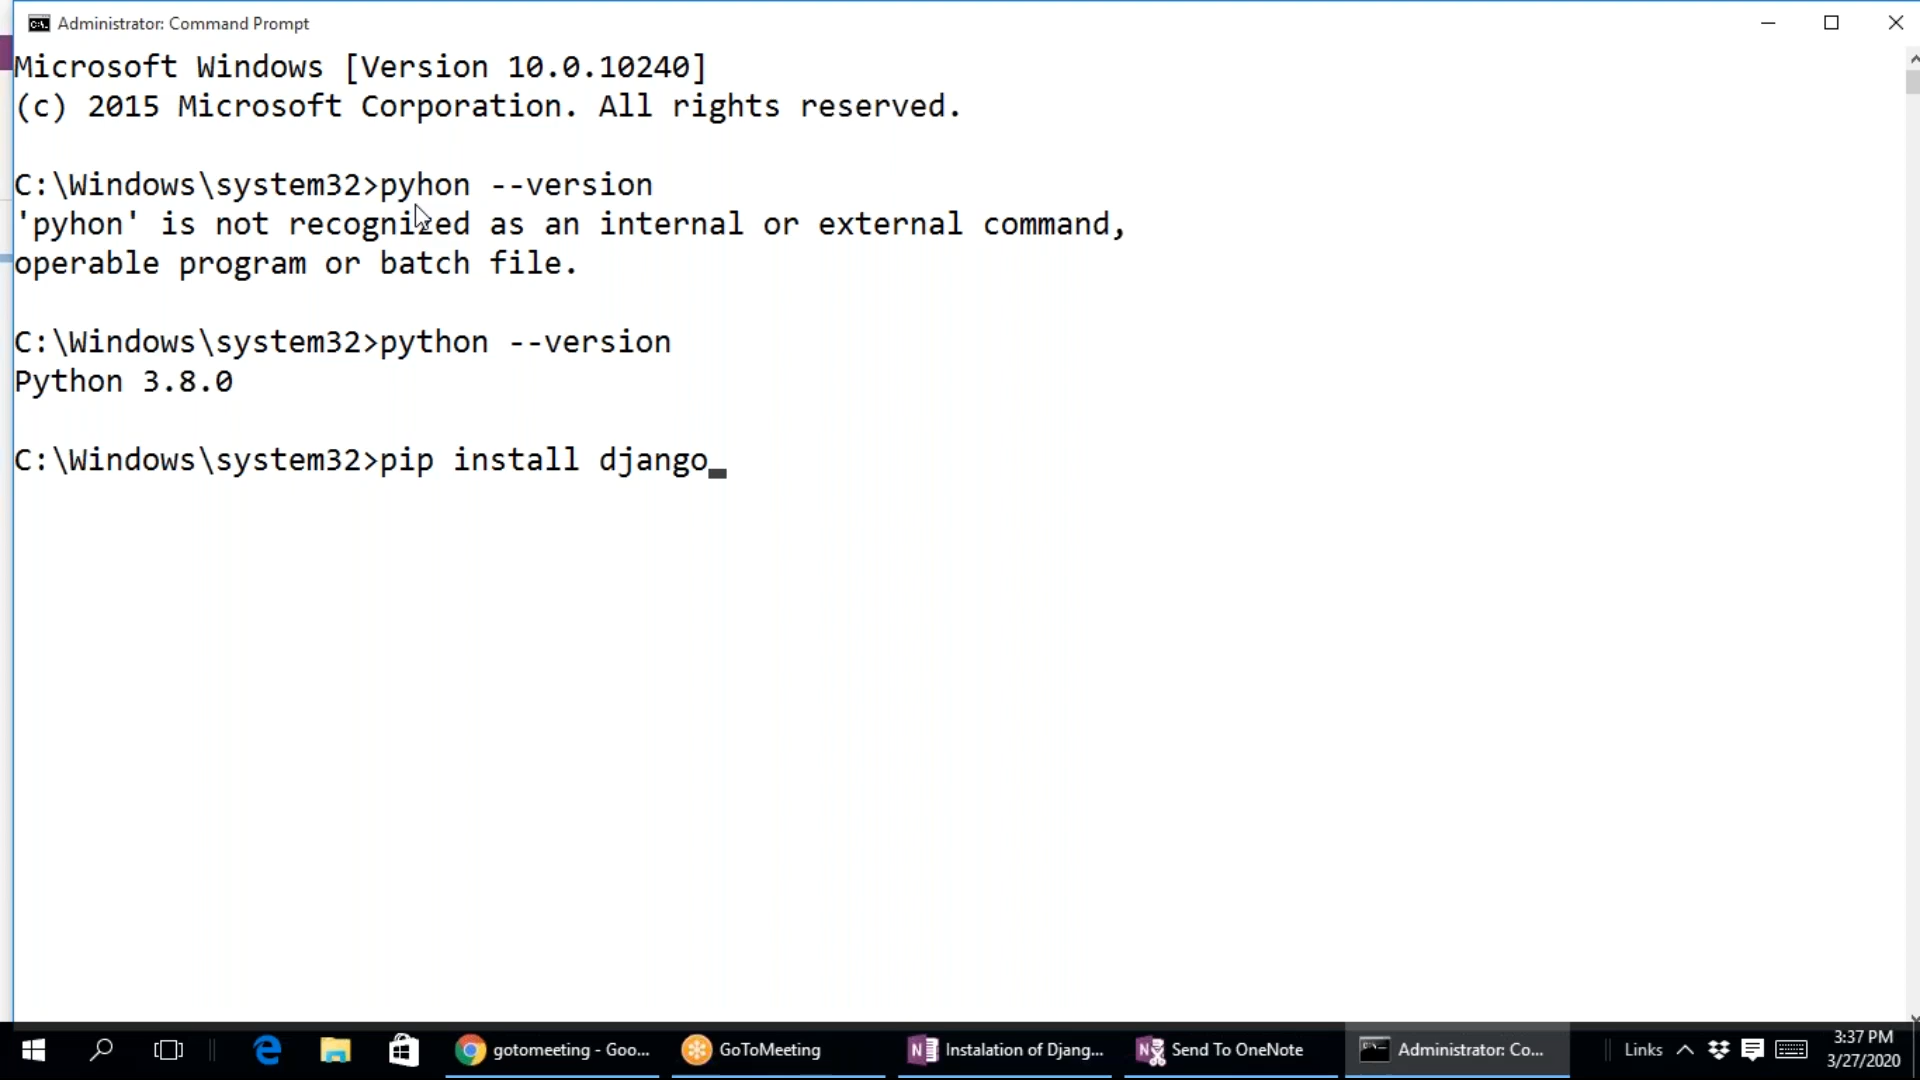 Administrator: Command Prompt
Microsoft Windows [Version 10.0.10240]
(c) 2015 Microsoft Corporation. All rights reserved.
C:\Windows\system32>pyhon --version
'pyhon' is not recognized as an internal or external command,
operable program or batch file.
C:\Windows\system32>python --version
Python 3.8.0
C:\Windows\system32>pip install django_
gotomeeting - Goo...
GoToMeeting
Instalation of Djang...
Send To OneNote
Administrator: Co...
Links
3:37 PM
3/27/2020